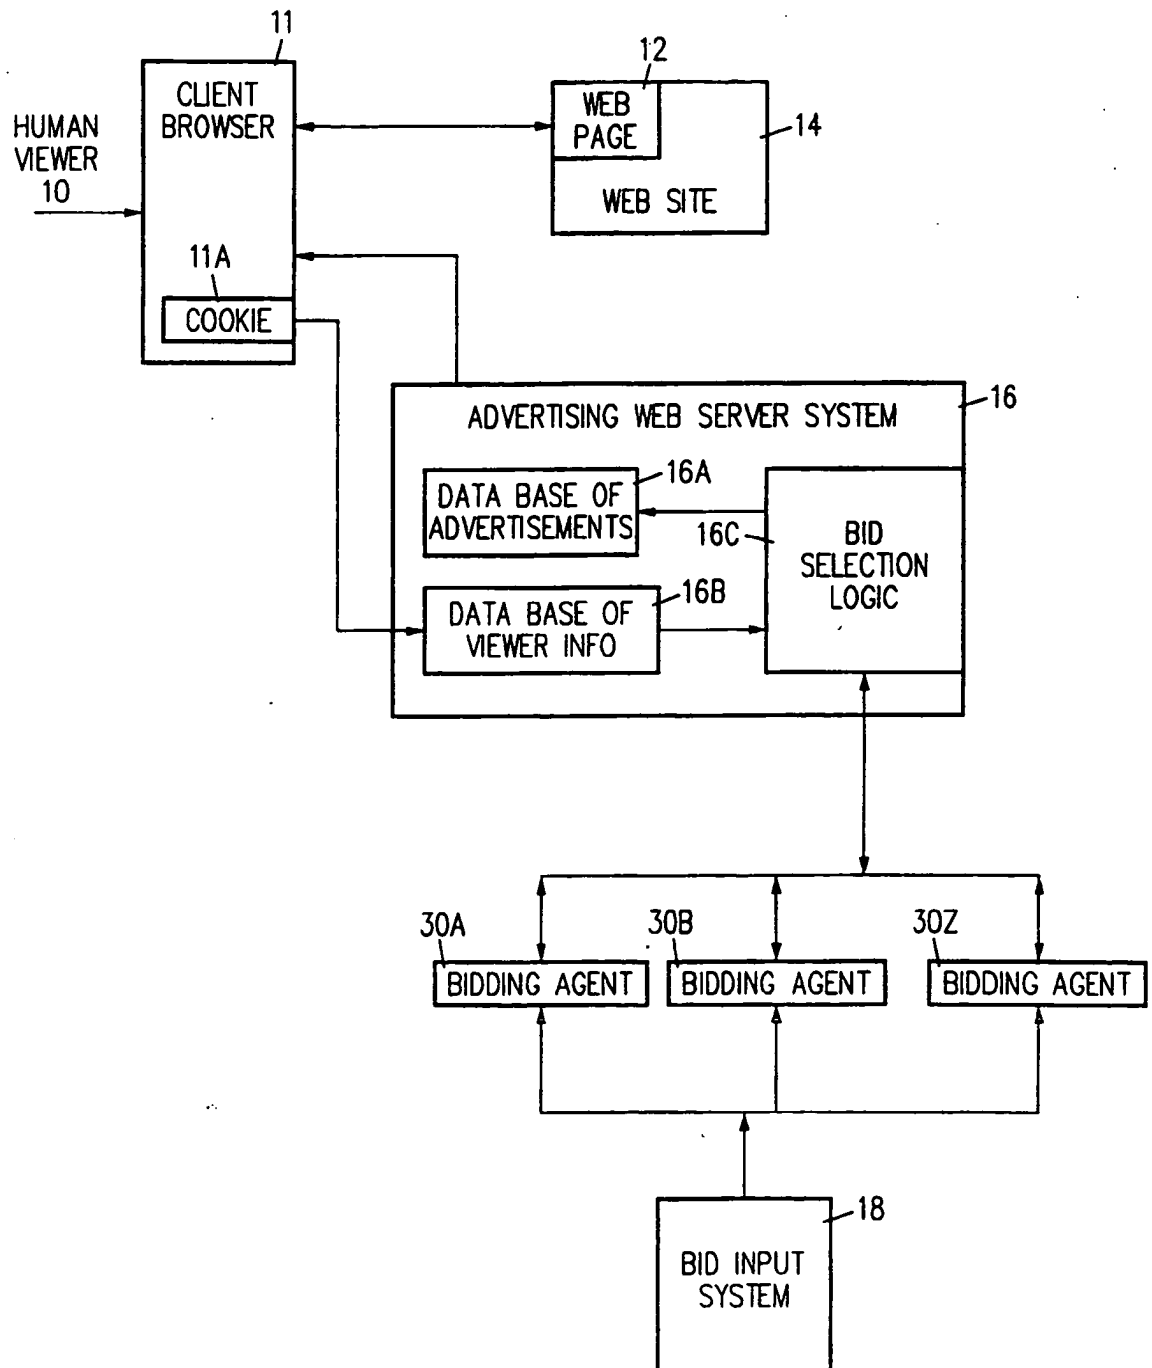 11
CLIENT
BROWSER
HUMAN
VIEWER
10
11A
COOKIE
12
WEB
PAGE
14
WEB SITE
16
ADVERTISING WEB SERVER SYSTEM
16A
DATA BASE OF
ADVERTISEMENTS
16C
BID
SELECTION
LOGIC
16B
DATA BASE OF
VIEWER INFO
30A
BIDDING AGENT
30B
BIDDING AGENT
30Z
BIDDING AGENT
18
BID INPUT
SYSTEM